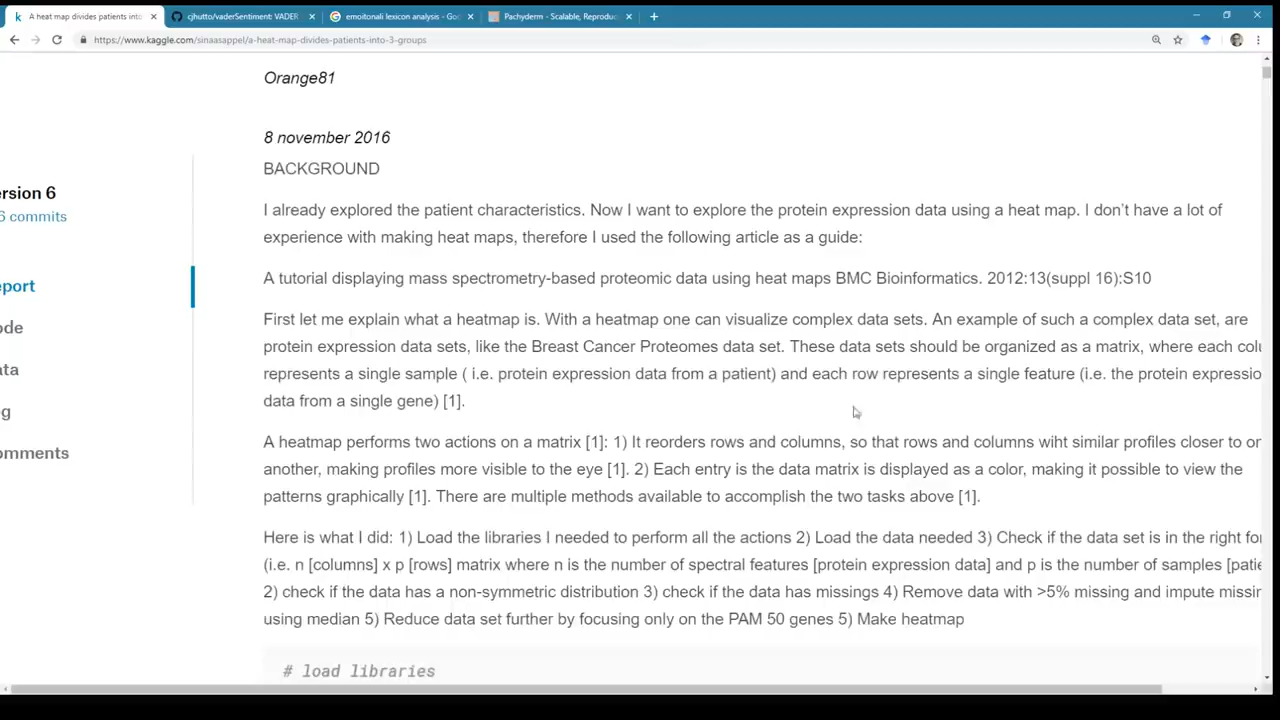 A heat map divides patients into
cjhutto/vaderSentiment: VADER
emoitonali lexicon analysis - Goo
Pachyderm - Scalable, Reproduc
https://www.kaggle.com/sinaasappel/a-heat-map-divides-patients-into-3-groups
Orange81
8 november 2016
BACKGROUND
ersion 6
6 commits
I already explored the patient characteristics. Now I want to explore the protein expression data using a heat map. I don't have a lot of
experience with making heat maps, therefore I used the following article as a guide:
eport
A tutorial displaying mass spectrometry-based proteomic data using heat maps BMC Bioinformatics. 2012:13(suppl 16):S10
ode
First let me explain what a heatmap is. With a heatmap one can visualize complex data sets. An example of such a complex data set, are
protein expression data sets, like the Breast Cancer Proteomes data set. These data sets should be organized as a matrix, where each colu
ata
represents a single sample ( i.e. protein expression data from a patient) and each row represents a single feature (i.e. the protein expressio
data from a single gene) [1].
g
A heatmap performs two actions on a matrix [1]: 1) It reorders rows and columns, so that rows and columns wiht similar profiles closer to on
omments
another, making profiles more visible to the eye [1]. 2) Each entry is the data matrix is displayed as a color, making it possible to view the
patterns graphically [1]. There are multiple methods available to accomplish the two tasks above [1].
Here is what I did: 1) Load the libraries I needed to perform all the actions 2) Load the data needed 3) Check if the data set is in the right for
(i.e. n [columns] x p [rows] matrix where n is the number of spectral features [protein expression data] and p is the number of samples [patie
2) check if the data has a non-symmetric distribution 3) check if the data has missings 4) Remove data with >5% missing and impute missin
using median 5) Reduce data set further by focusing only on the PAM 50 genes 5) Make heatmap
# load libraries